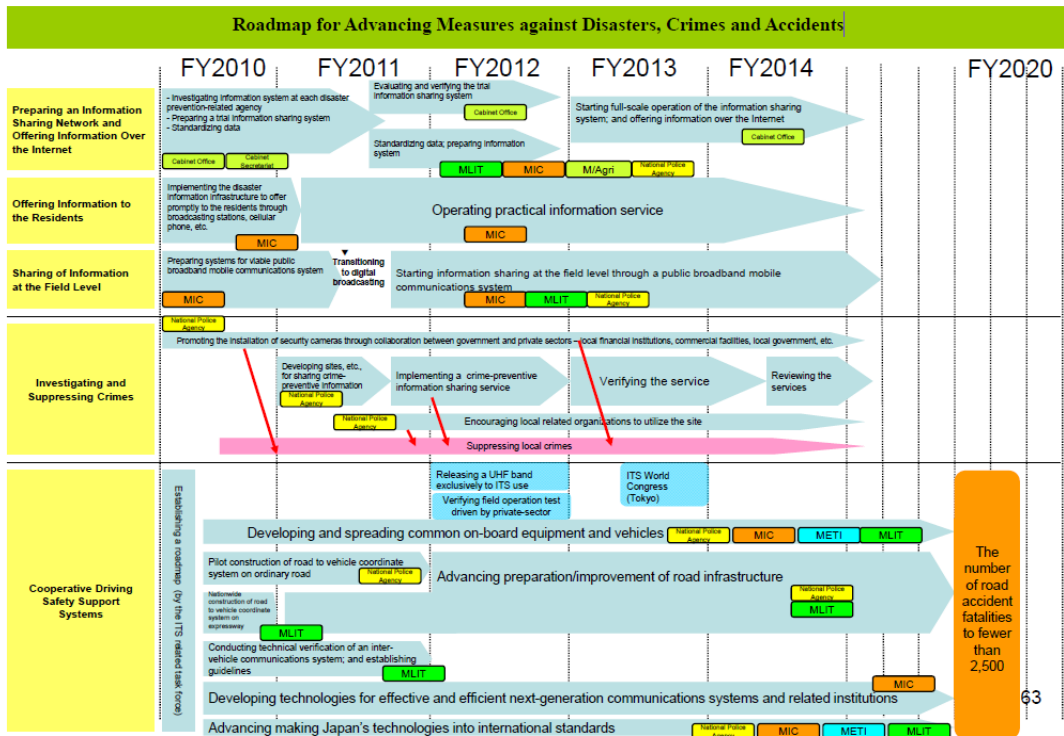 Roadmap for Advancing Measures against Disasters, Crimes and Accidents
FY2010
FY2011
FY2012
FY2013
FY2014
FY2020
Preparing an Information
Sharing Network and
Offering Information Over
the Internet
- Investigating information system at each disaster
prevention-related agency
- Preparing a trial information sharing system
- Standardizing data
Cabinet Office
Cabinet
Secretariat
Evaluating and verifying the trial
information sharing system
Cabinet Office
Standardizing data; preparing information
system
MLIT
MIC
M/Agri
National Police
Agency
Starting full-scale operation of the information sharing
system; and offering information over the Internet
Cabinet Office
Offering Information to
the Residents
Implementing the disaster
information infrastructure to offer
promptly to the residents through
broadcasting stations, cellular
phone, etc.
MIC
Operating practical information service
MIC
Sharing of Information
at the Field Level
Preparing systems for viable public
broadband mobile communications system
MIC
Transitioning
to digital
broadcasting
Starting information sharing at the field level through a public broadband mobile
communications system
MIC
MLIT
National Police
Agency
Investigating and
Suppressing Crimes
National Police
Agency
Promoting the installation of security cameras through collaboration between government and private sectors – local financial institutions, commercial facilities, local government, etc.
Developing sites, etc.,
for sharing crime-
preventive information
National Police
Agency
Implementing a crime-preventive
information sharing service
Verifying the service
Reviewing the
services
National Police
Agency
Encouraging local related organizations to utilize the site
Suppressing local crimes
Cooperative Driving
Safety Support
Systems
Establishing a roadmap (by the ITS related task force)
Releasing a UHF band
exclusively to ITS use
Verifying field operation test
driven by private-sector
ITS World
Congress
(Tokyo)
Developing and spreading common on-board equipment and vehicles
National Police
Agency
MIC
METI
MLIT
Pilot construction of road to vehicle coordinate
system on ordinary road
National Police
Agency
Nationwide
construction of road
to vehicle coordinate
system on
expressway
MLIT
Advancing preparation/improvement of road infrastructure
National Police
Agency
MLIT
Conducting technical verification of an inter-
vehicle communications system; and establishing
guidelines
MLIT
MIC
Developing technologies for effective and efficient next-generation communications systems and related institutions
Advancing making Japan's technologies into international standards
National Police
Agency
MIC
METI
MLIT
The
number
of road
accident
fatalities
to fewer
than
2,500
63